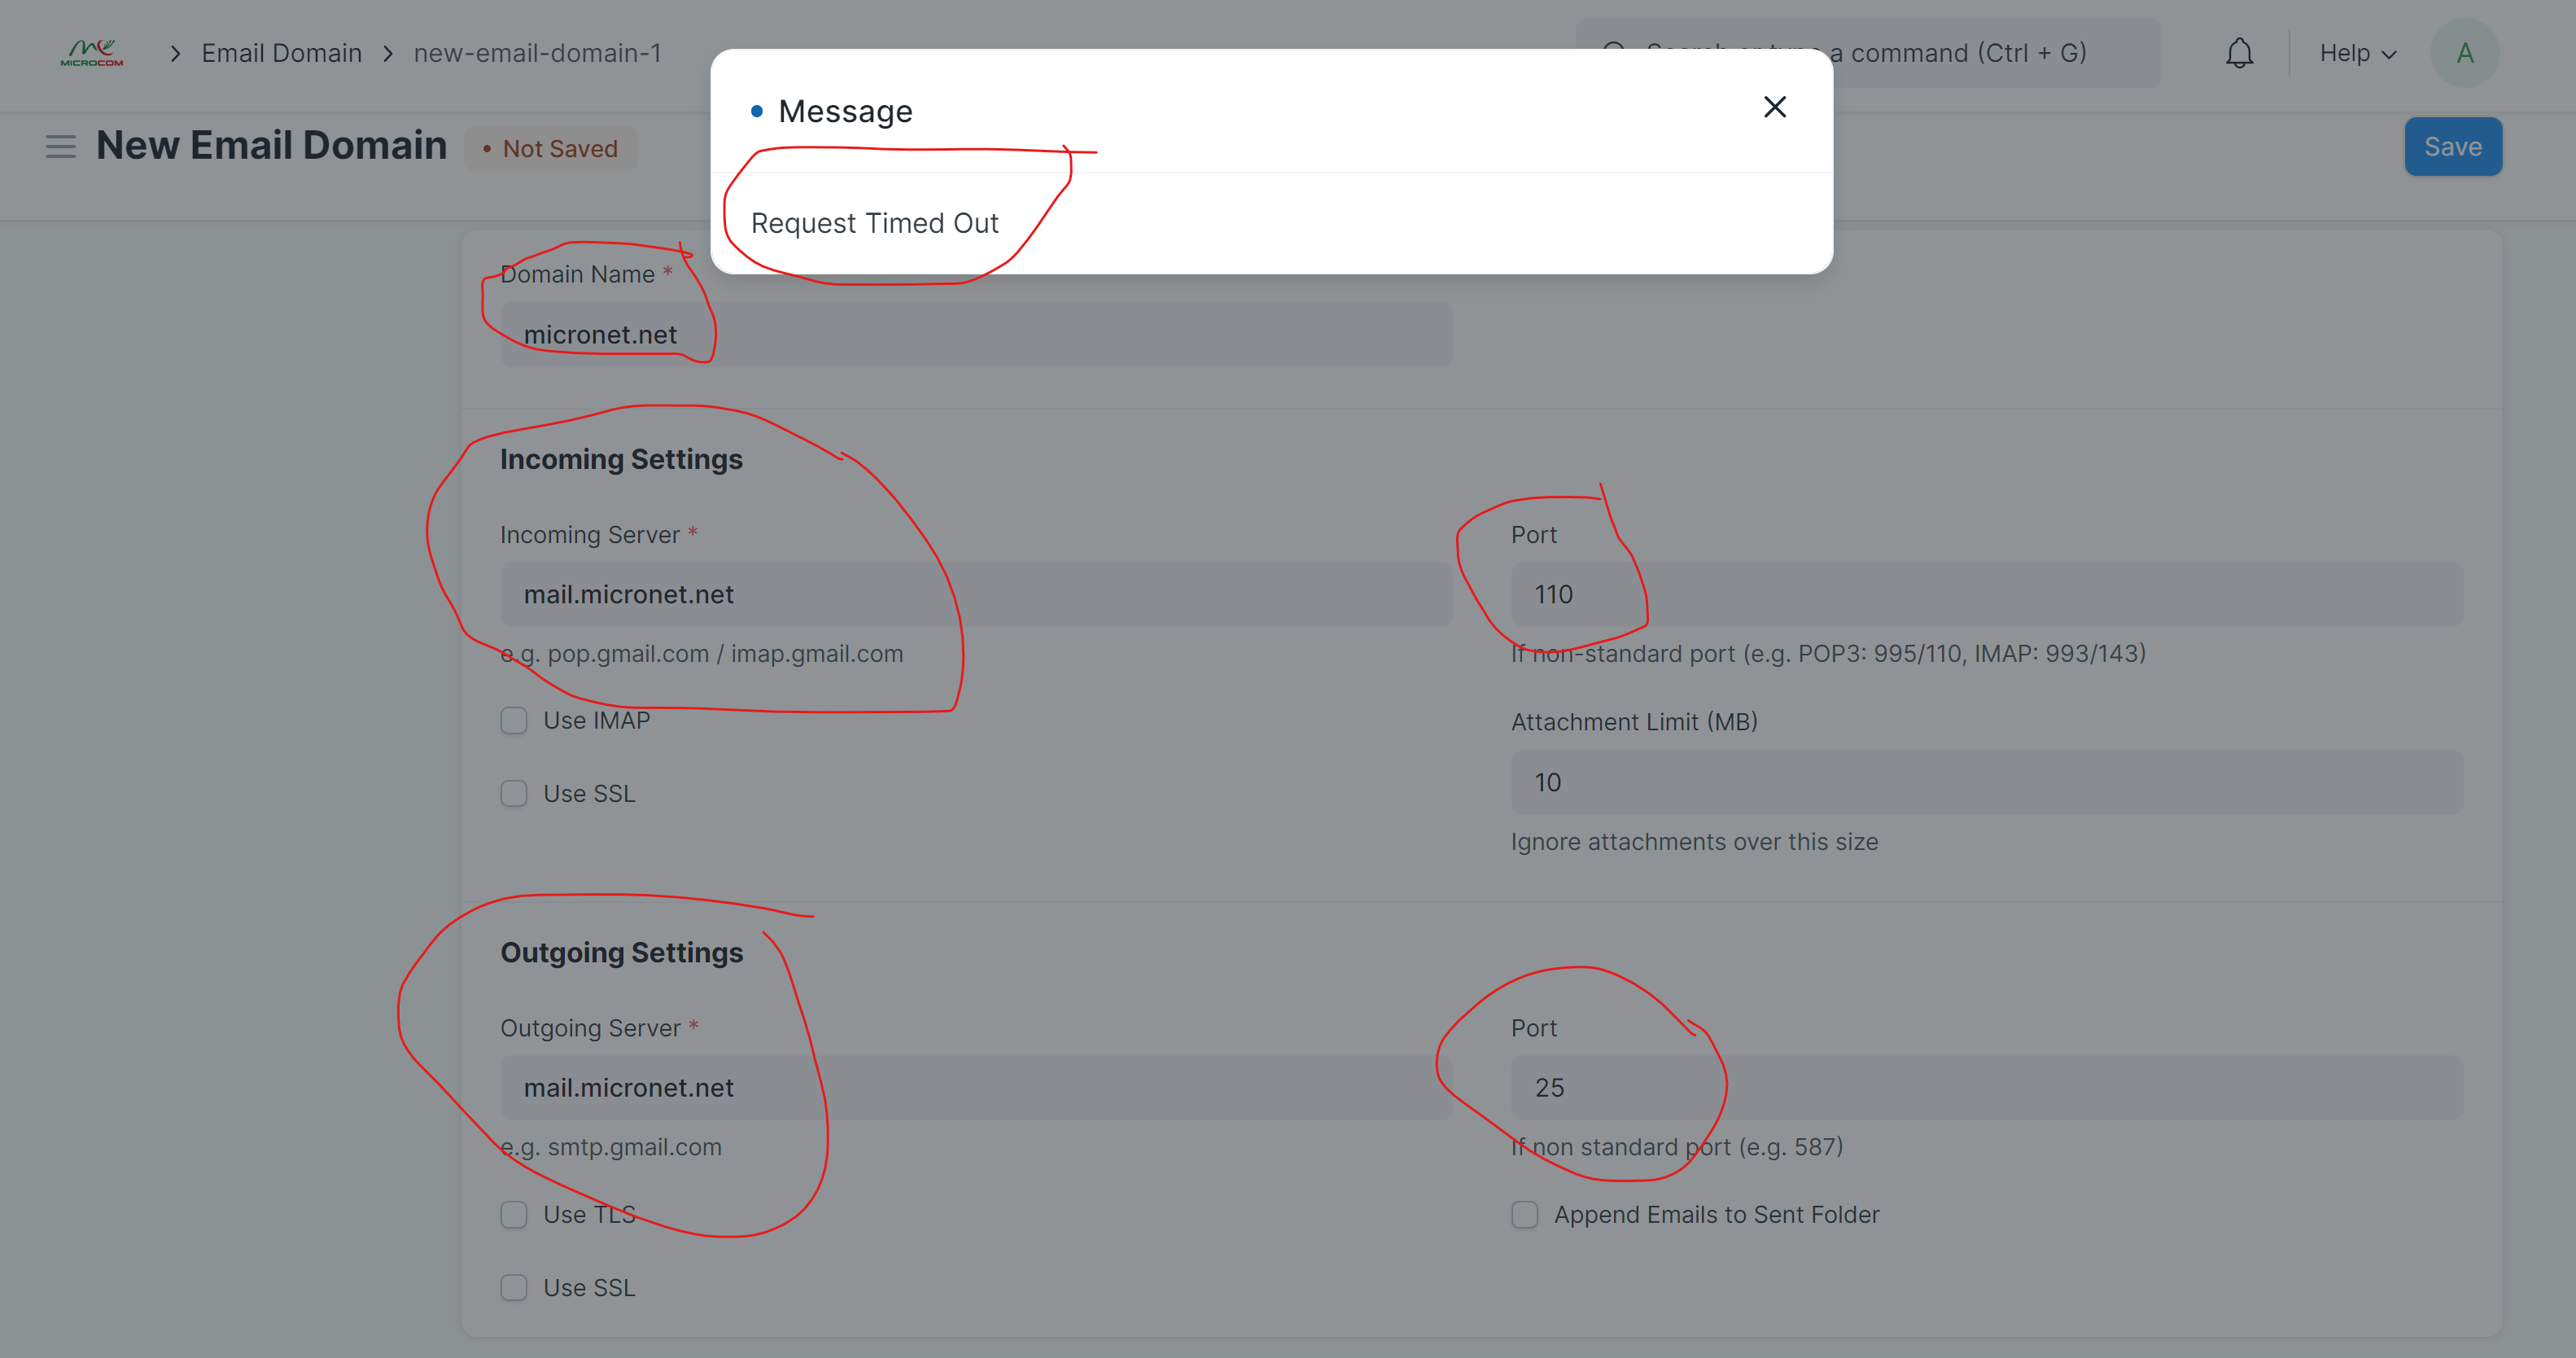 MICROCOM
Email Domain
new-email-domain-1
a command (Ctrl + G)
Help
A
New Email Domain
Not Saved
Save
Message
Request Timed Out
Domain Name *
micronet.net
Incoming Settings
Incoming Server *
mail.micronet.net
e.g. pop.gmail.com / imap.gmail.com
Use IMAP
Use SSL
Port
110
If non-standard port (e.g. POP3: 995/110, IMAP: 993/143)
Attachment Limit (MB)
10
Ignore attachments over this size
Outgoing Settings
Outgoing Server *
mail.micronet.net
e.g. smtp.gmail.com
Use TLS
Use SSL
Port
25
If non standard port (e.g. 587)
Append Emails to Sent Folder